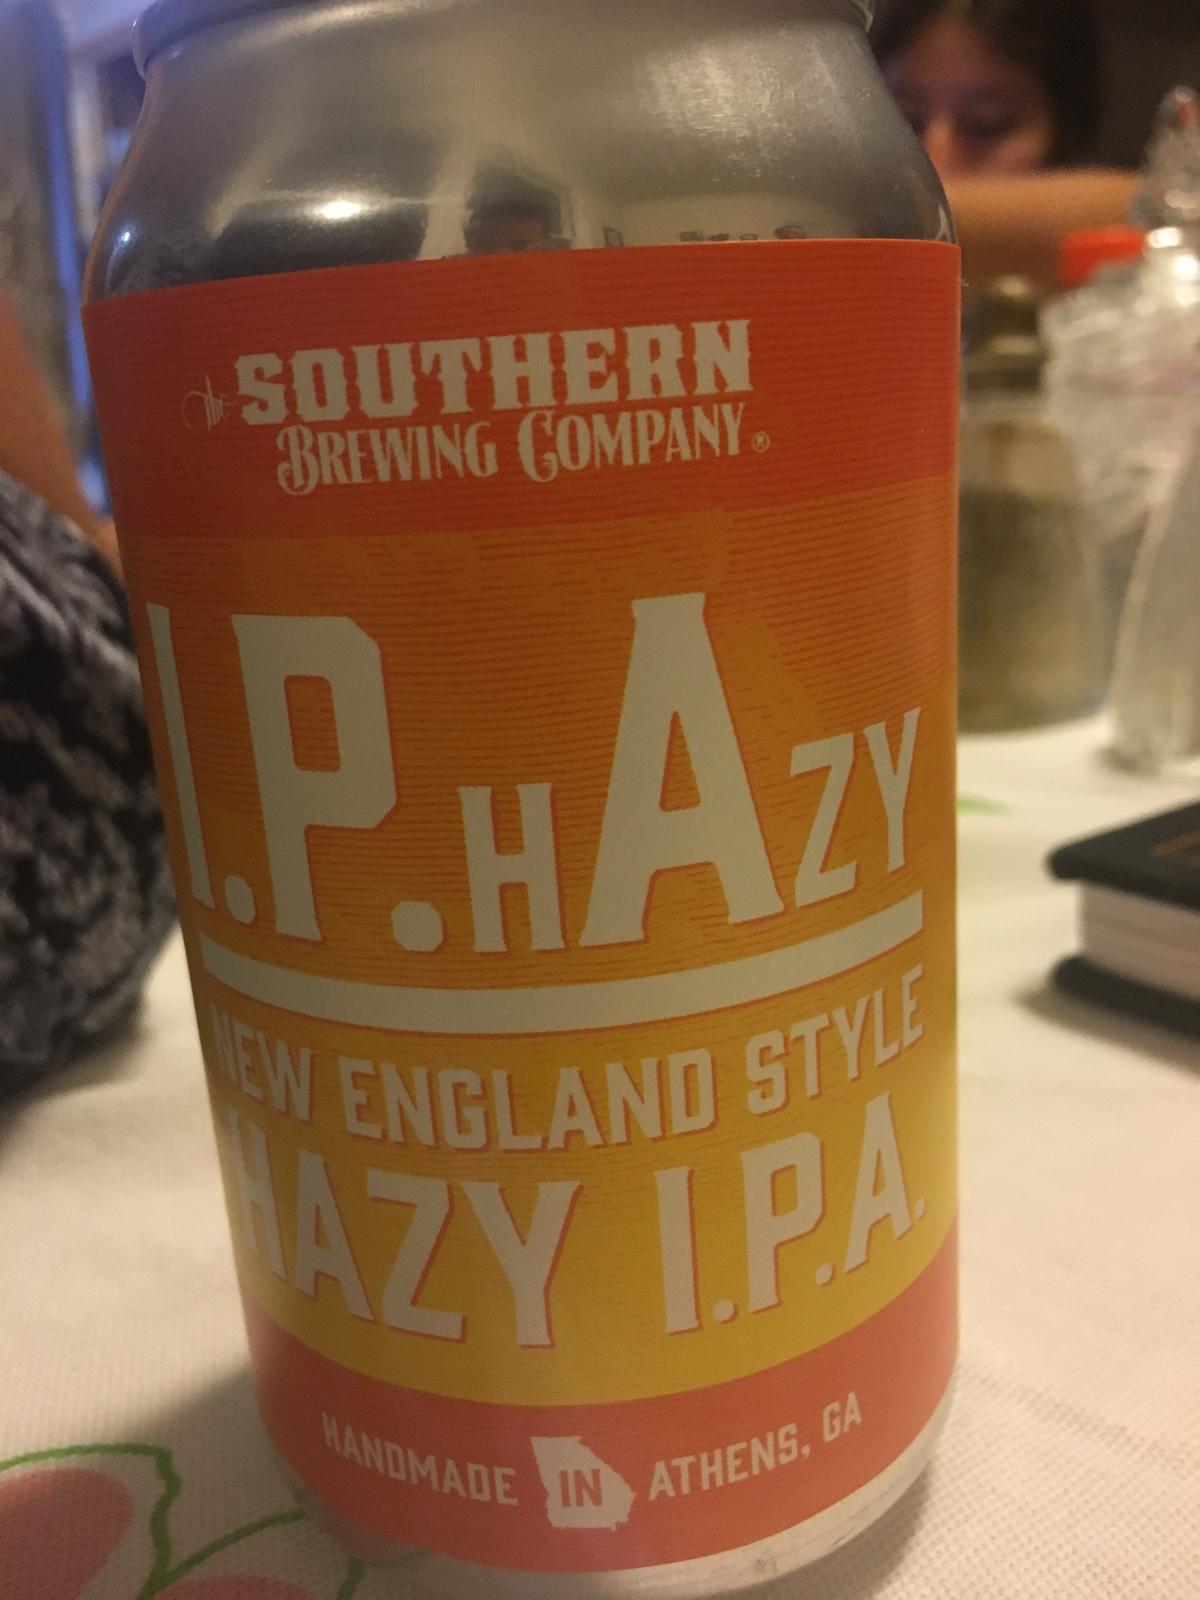 The SOUTHERN
BREWING COMPANY®
I.P.HAZY
NEW ENGLAND STYLE
HAZY I.P.A.
HANDMADE IN ATHENS, GA